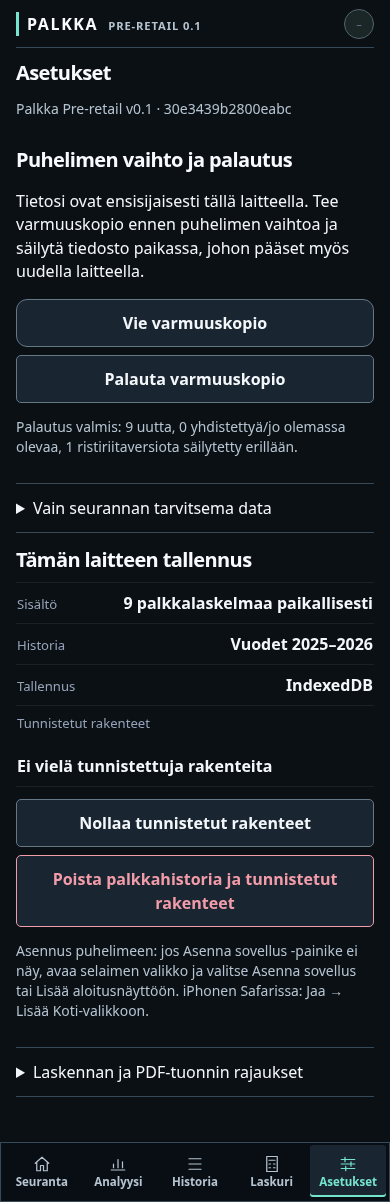 PALKKA PRE-RETAIL 0.1
–
Asetukset
Palkka Pre-retail v0.1 · 30e3439b2800eabc
Puhelimen vaihto ja palautus
Tietosi ovat ensisijaisesti tällä laitteella. Tee
varmuuskopio ennen puhelimen vaihtoa ja
säilytä tiedosto paikassa, johon pääset myös
uudella laitteella.
Vie varmuuskopio
Palauta varmuuskopio
Palautus valmis: 9 uutta, 0 yhdistettyä/jo olemassa
olevaa, 1 ristiriitaversiota säilytetty erillään.
Vain seurannan tarvitsema data
Tämän laitteen tallennus
Sisältö 9 palkkalaskelmaa paikallisesti
Historia Vuodet 2025–2026
Tallennus IndexedDB
Tunnistetut rakenteet
Ei vielä tunnistettuja rakenteita
Nollaa tunnistetut rakenteet
Poista palkkahistoria ja tunnistetut
rakenteet
Asennus puhelimeen: jos Asenna sovellus -painike ei
näy, avaa selaimen valikko ja valitse Asenna sovellus
tai Lisää aloitusnäyttöön. iPhonen Safarissa: Jaa →
Lisää Koti-valikkoon.
Laskennan ja PDF-tuonnin rajaukset
Seuranta Analyysi Historia Laskuri Asetukset